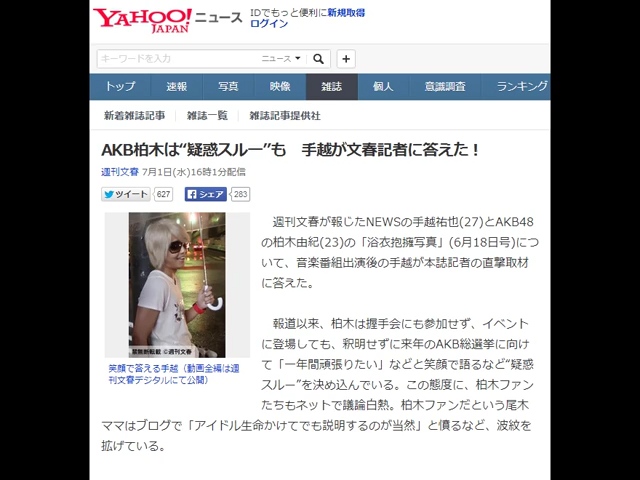 YAHOO! JAPAN ニュース
IDでもっと便利に新規取得
ログイン
キーワードを入力
ニュース
トップ 速報 写真 映像 雑誌 個人 意識調査 ランキング
新着雑誌記事 雑誌一覧 雑誌記事提供社
AKB柏木は“疑惑スルー”も 手越が文春記者に答えた！
週刊文春 7月1日(水)16時1分配信
ツイート 627 シェア 283
禁無断転載 ©週刊文春
笑顔で答える手越（動画全編は
週刊文春デジタルにて公開）
週刊文春が報じたNEWSの手越祐也(27)とAKB48
の柏木由紀(23)の「浴衣抱擁写真」(6月18日号)につ
いて、音楽番組出演後の手越が本誌記者の直撃取材
に答えた。
報道以来、柏木は握手会にも参加せず、イベント
に登場しても、釈明せずに来年のAKB総選挙に向け
て「一年間頑張りたい」などと笑顔で語るなど“疑惑
スルー”を決め込んでいる。この態度に、柏木ファン
たちもネットで議論白熱。柏木ファンだという尾木
ママはブログで「アイドル生命かけてでも説明するのが当然」と憤るなど、波紋を
拡げている。